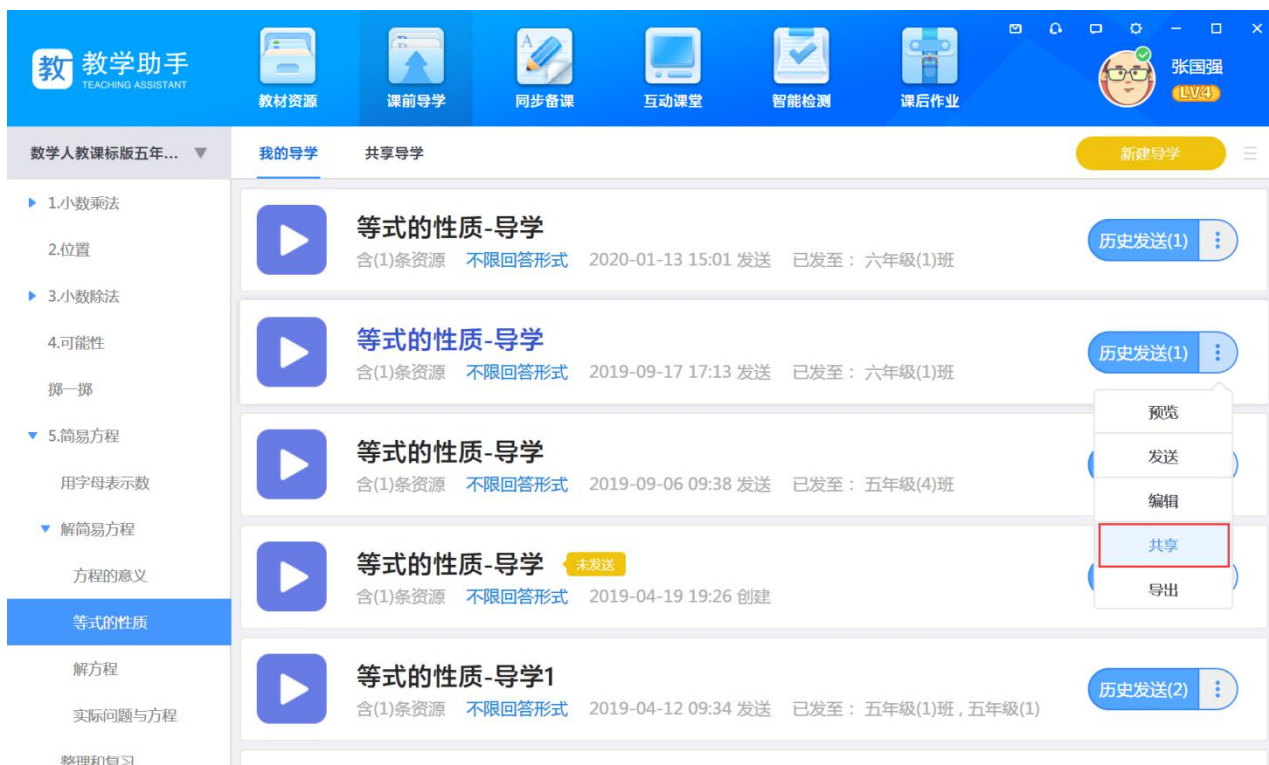 教 教学助手
TEACHING ASSISTANT
教材资源 课前导学 同步备课 互动课堂 智能检测 课后作业
张国强
LV4
数学人教课标版五年...
我的导学 共享导学 新建导学
1.小数乘法
2.位置
3.小数除法
4.可能性
掷一掷
5.简易方程
用字母表示数
解简易方程
方程的意义
等式的性质
解方程
实际问题与方程
整理和复习
等式的性质-导学
含(1)条资源 不限回答形式 2020-01-13 15:01 发送 已发至： 六年级(1)班
历史发送(1)
等式的性质-导学
含(1)条资源 不限回答形式 2019-09-17 17:13 发送 已发至： 六年级(1)班
历史发送(1)
预览
发送
编辑
共享
导出
等式的性质-导学
含(1)条资源 不限回答形式 2019-09-06 09:38 发送 已发至： 五年级(4)班
等式的性质-导学 未发送
含(1)条资源 不限回答形式 2019-04-19 19:26 创建
等式的性质-导学1
含(1)条资源 不限回答形式 2019-04-12 09:34 发送 已发至： 五年级(1)班 , 五年级(1)
历史发送(2)